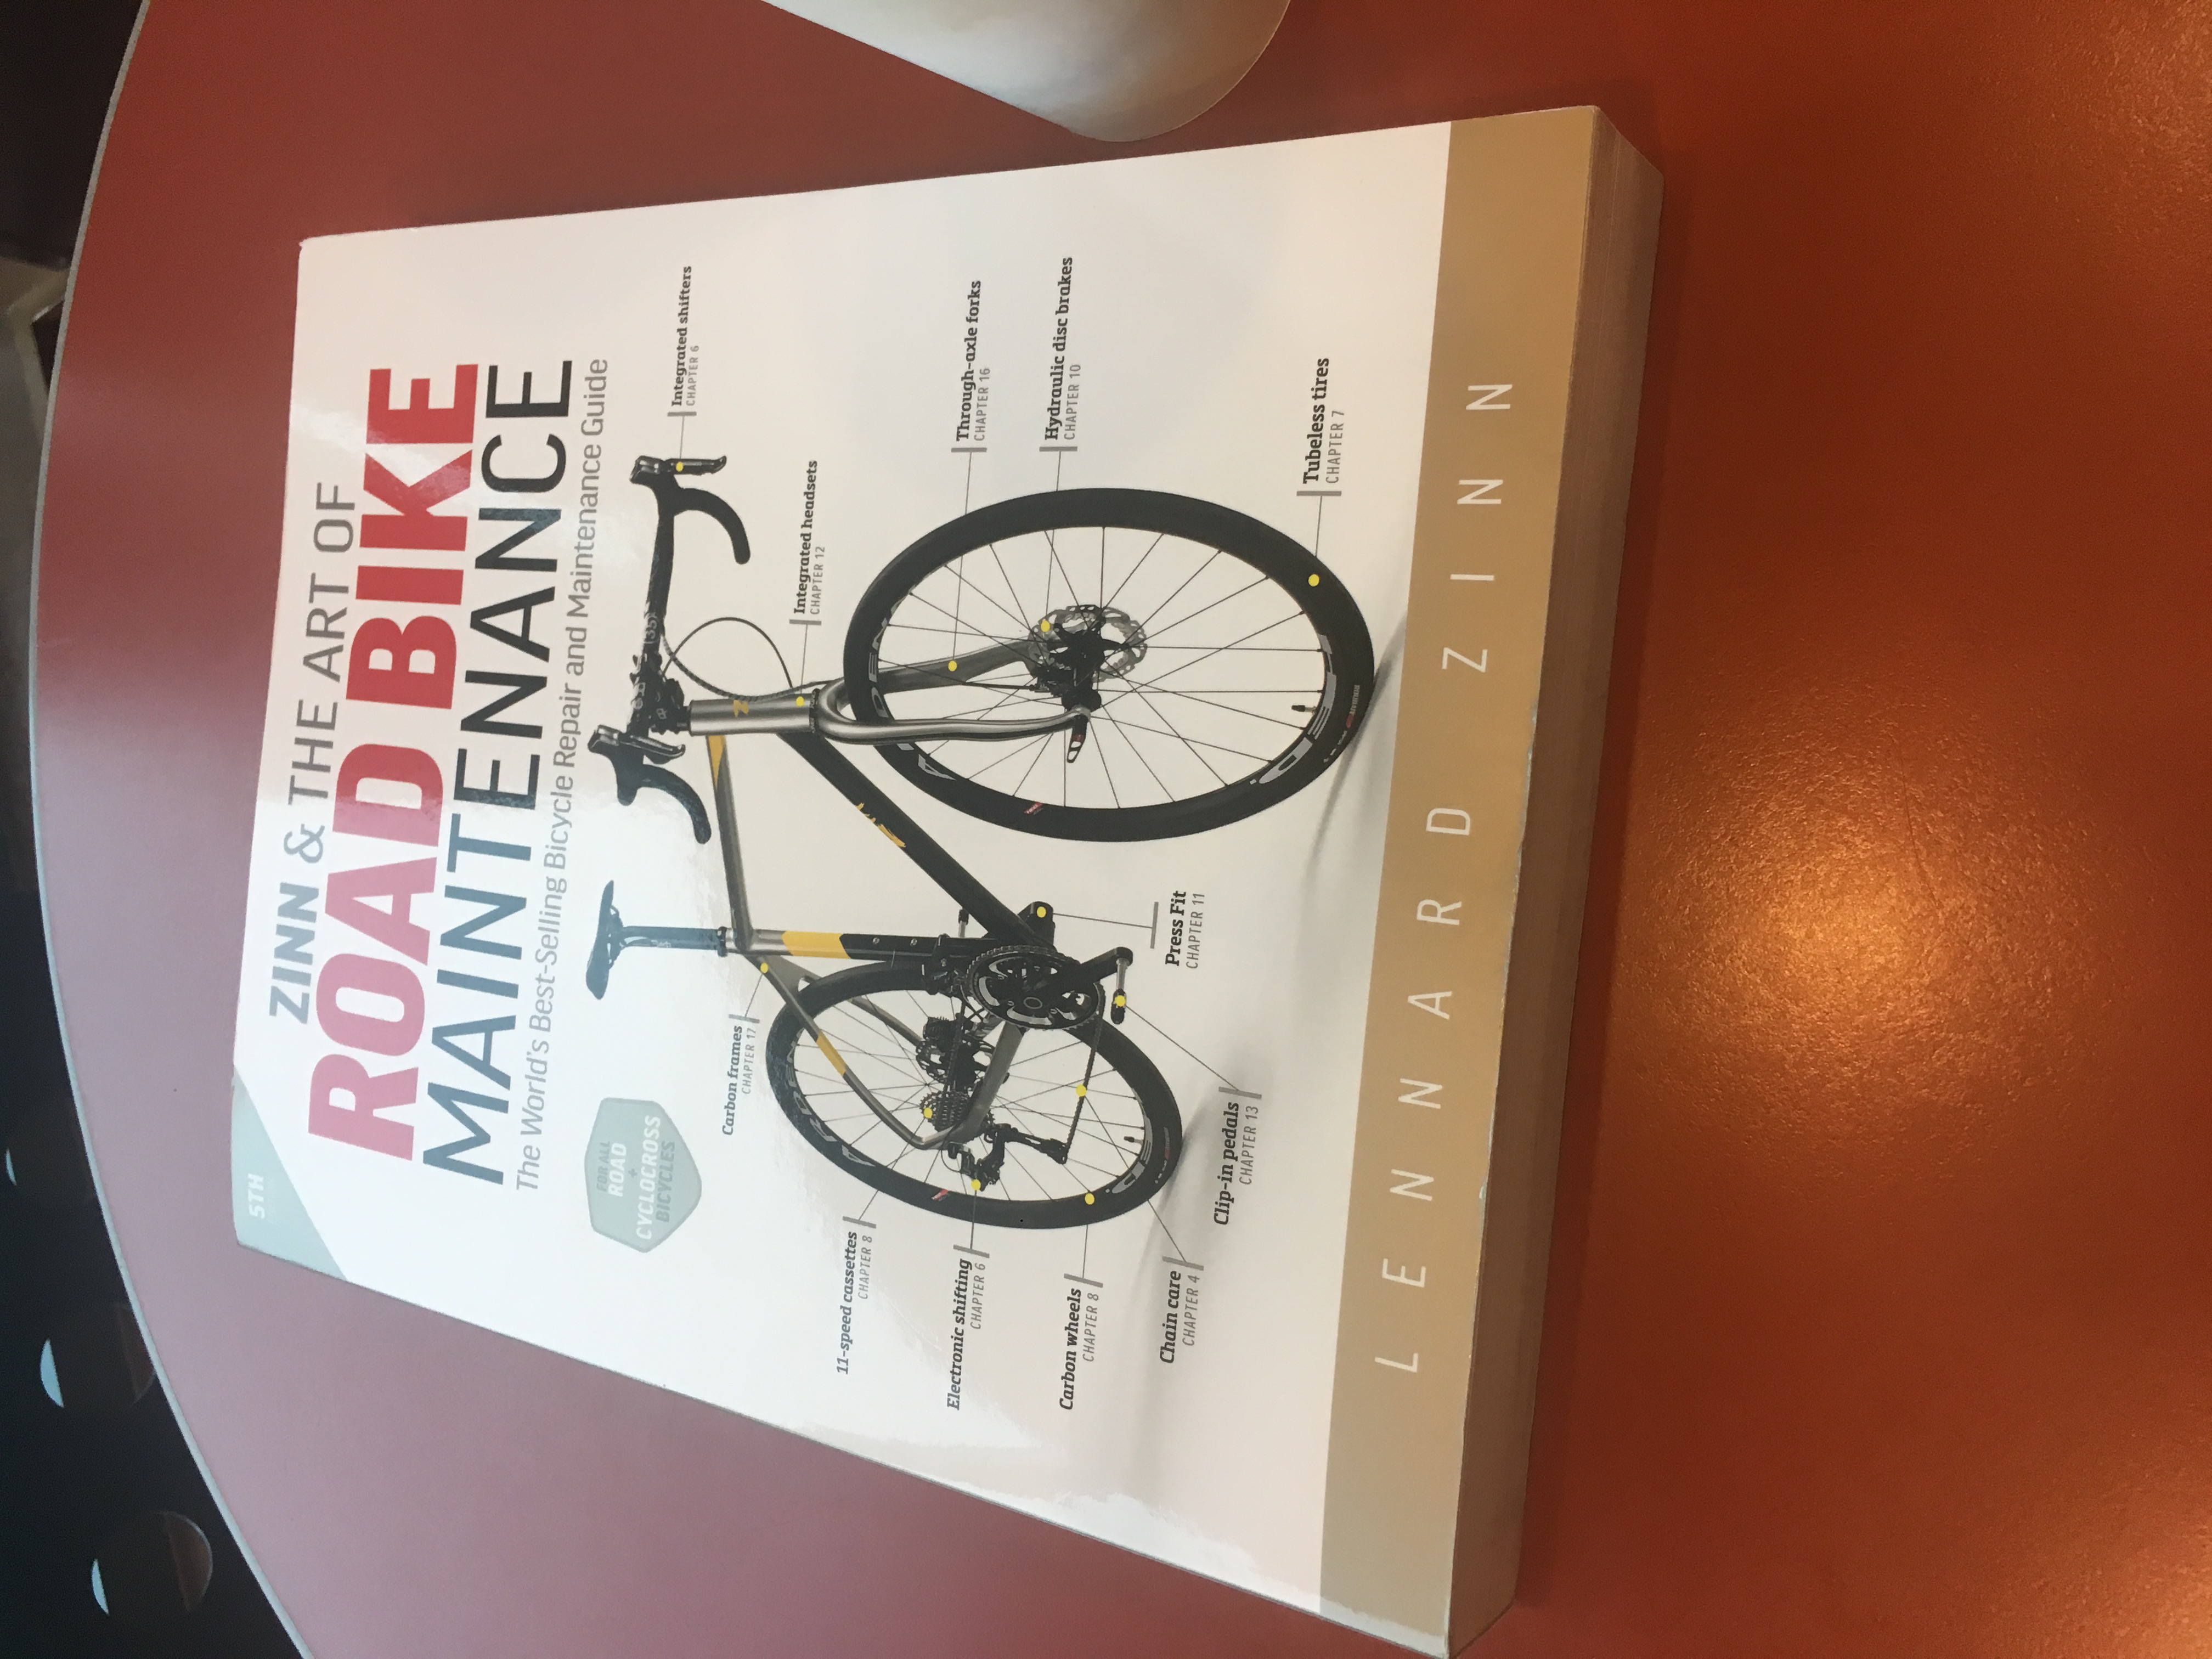 5TH
ZINN & THE ART OF
ROAD BIKE
MAINTENANCE
The World's Best-Selling Bicycle Repair and Maintenance Guide
FOR ALL
ROAD
+
CYCLOCROSS
BICYCLES
Integrated shifters
CHAPTER 6
Carbon frames
CHAPTER 17
Integrated headsets
CHAPTER 12
11-speed cassettes
CHAPTER 8
Electronic shifting
CHAPTER 6
Through-axle forks
CHAPTER 16
Hydraulic disc brakes
CHAPTER 10
Carbon wheels
CHAPTER 8
Chain care
CHAPTER 4
Press Fit
CHAPTER 11
Clip-in pedals
CHAPTER 13
Tubeless tires
CHAPTER 7
LENNARD ZINN